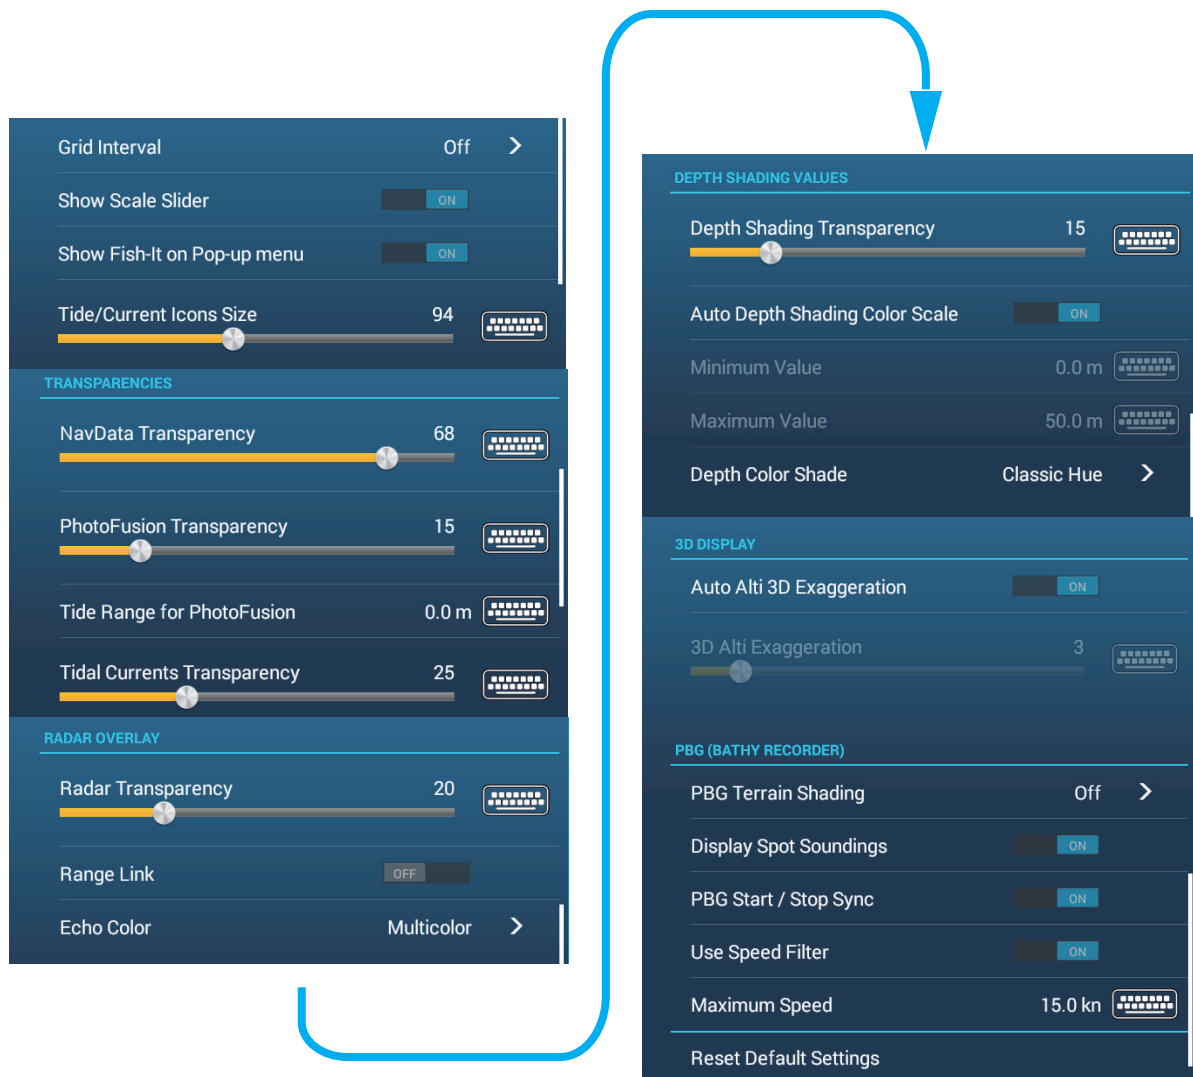 Grid Interval Off
Show Scale Slider ON
Show Fish-It on Pop-up menu ON
Tide/Current Icons Size 94
TRANSPARENCIES
NavData Transparency 68
PhotoFusion Transparency 15
Tide Range for PhotoFusion 0.0 m
Tidal Currents Transparency 25
RADAR OVERLAY
Radar Transparency 20
Range Link OFF
Echo Color Multicolor
DEPTH SHADING VALUES
Depth Shading Transparency 15
Auto Depth Shading Color Scale ON
Minimum Value 0.0 m
Maximum Value 50.0 m
Depth Color Shade Classic Hue
3D DISPLAY
Auto Alti 3D Exaggeration ON
3D Alti Exaggeration 3
PBG (BATHY RECORDER)
PBG Terrain Shading Off
Display Spot Soundings ON
PBG Start / Stop Sync ON
Use Speed Filter ON
Maximum Speed 15.0 kn
Reset Default Settings